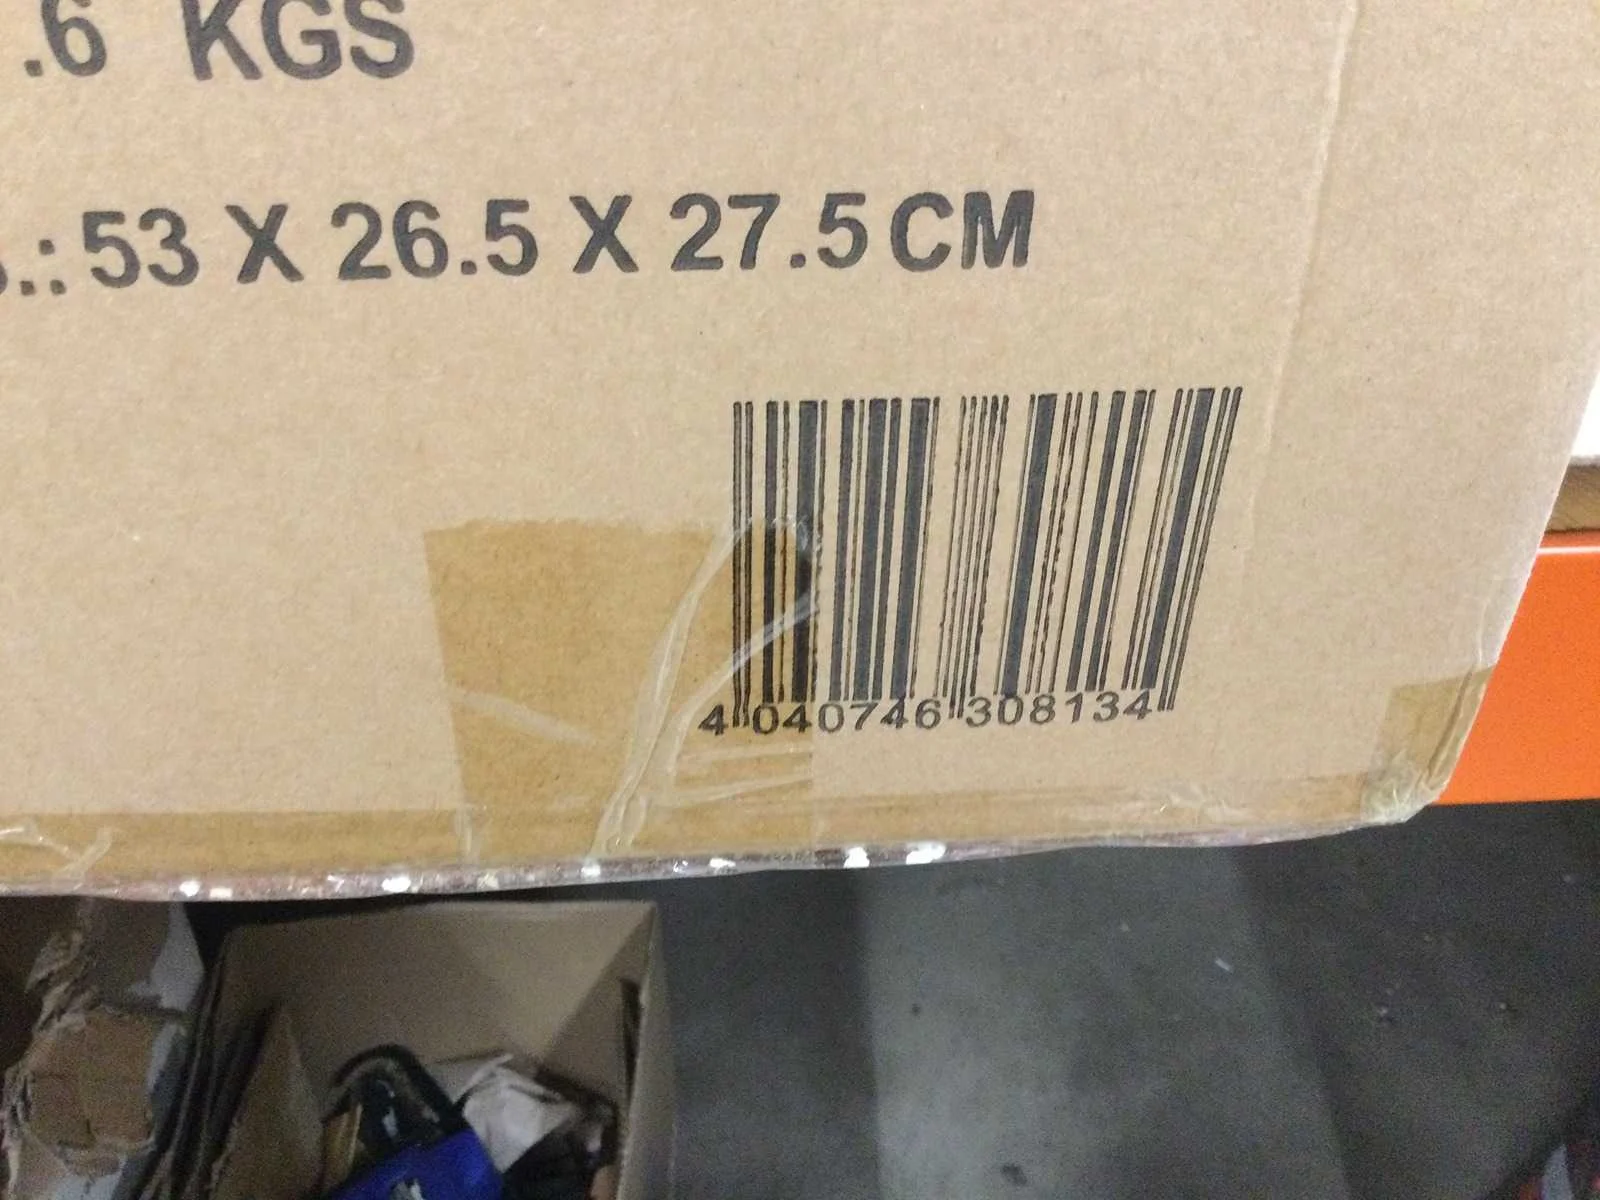 .6 KGS
.: 53 X 26.5 X 27.5 CM
4 040746 308134